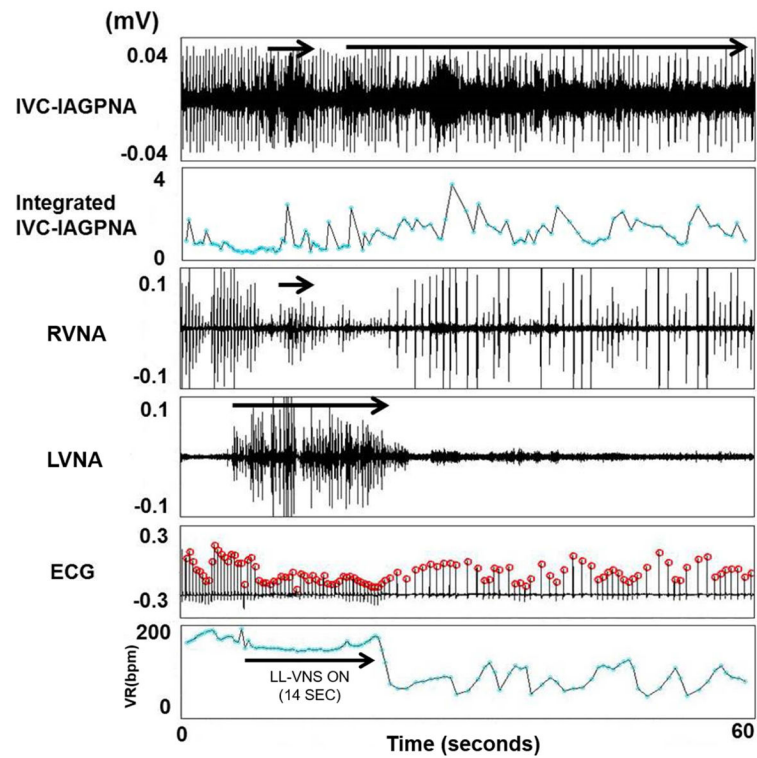 (mV)
0.04
IVC-IAGPNA
-0.04
4
Integrated
IVC-IAGPNA
0
0.1
RVNA
-0.1
0.1
LVNA
-0.1
0.3
ECG
-0.3
200
VR(bpm)
LL-VNS ON
(14 SEC)
0
0 Time (seconds) 60